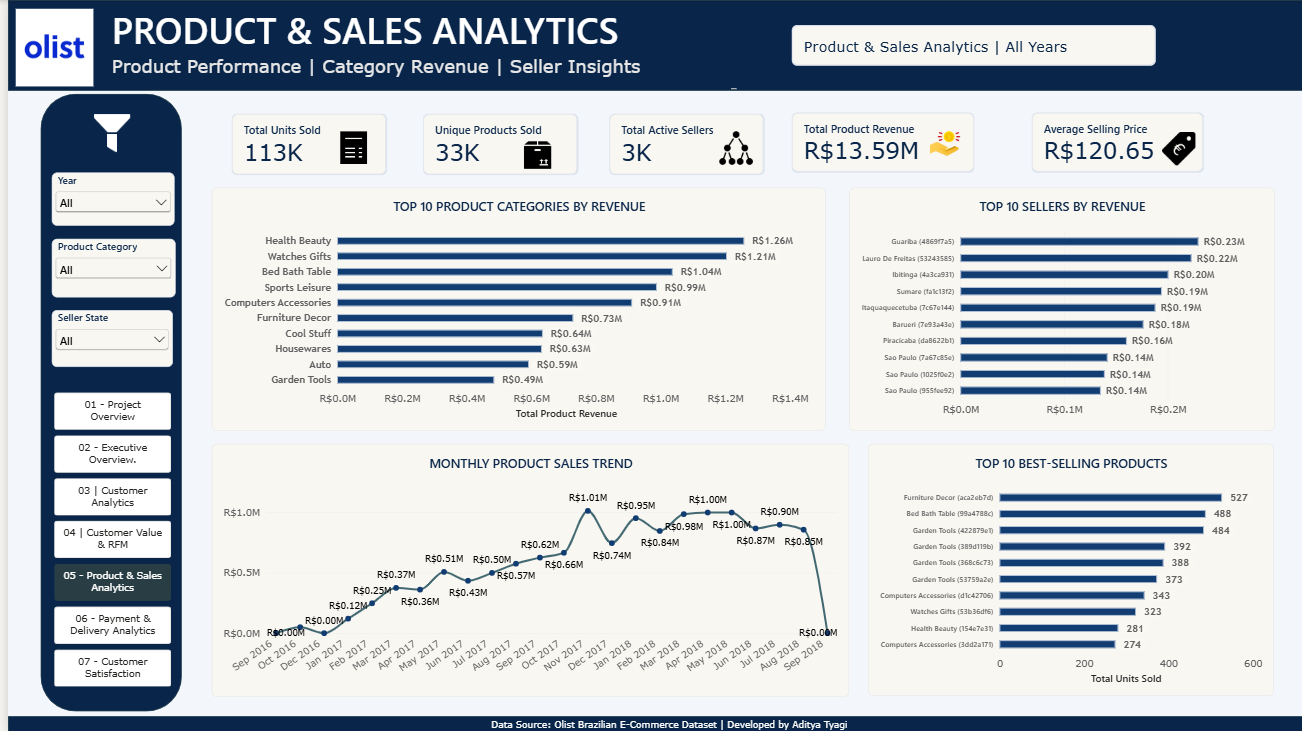 olist
PRODUCT & SALES ANALYTICS
Product Performance | Category Revenue | Seller Insights
Product & Sales Analytics | All Years
Year
All
Product Category
All
Seller State
All
01 - Project
Overview
02 - Executive
Overview.
03 | Customer
Analytics
04 | Customer Value
& RFM
05 - Product & Sales
Analytics
06 - Payment &
Delivery Analytics
07 - Customer
Satisfaction
Total Units Sold
113K
Unique Products Sold
33K
Total Active Sellers
3K
Total Product Revenue
R$13.59M
Average Selling Price
R$120.65
TOP 10 PRODUCT CATEGORIES BY REVENUE
Health Beauty R$1.26M
Watches Gifts R$1.21M
Bed Bath Table R$1.04M
Sports Leisure R$0.99M
Computers Accessories R$0.91M
Furniture Decor R$0.73M
Cool Stuff R$0.64M
Housewares R$0.63M
Auto R$0.59M
Garden Tools R$0.49M
R$0.0M R$0.2M R$0.4M R$0.6M R$0.8M R$1.0M R$1.2M R$1.4M
Total Product Revenue
TOP 10 SELLERS BY REVENUE
Guariba (4869f7a5) R$0.23M
Lauro De Freitas (53243585) R$0.22M
Ibitinga (4a3ca931) R$0.20M
Sumare (fa1c13f2) R$0.19M
Itaquaquecetuba (7c67e144) R$0.19M
Barueri (7e93a43e) R$0.18M
Piracicaba (da8622b1) R$0.16M
Sao Paulo (7a67c85e) R$0.14M
Sao Paulo (1025f0e2) R$0.14M
Sao Paulo (955fee92) R$0.14M
R$0.0M R$0.1M R$0.2M
MONTHLY PRODUCT SALES TREND
R$1.0M
R$0.5M
R$0.0M
R$0.00M
R$0.00M
R$0.12M
R$0.25M
R$0.37M
R$0.36M
R$0.51M
R$0.43M
R$0.50M
R$0.57M
R$0.62M
R$0.66M
R$1.01M
R$0.74M
R$0.95M
R$0.84M
R$0.98M
R$1.00M
R$1.00M
R$0.87M
R$0.90M
R$0.85M
R$0.00M
Sep 2016
Oct 2016
Dec 2016
Jan 2017
Feb 2017
Mar 2017
Apr 2017
May 2017
Jun 2017
Jul 2017
Aug 2017
Sep 2017
Oct 2017
Nov 2017
Dec 2017
Jan 2018
Feb 2018
Mar 2018
Apr 2018
May 2018
Jun 2018
Jul 2018
Aug 2018
Sep 2018
TOP 10 BEST-SELLING PRODUCTS
Furniture Decor (aca2eb7d) 527
Bed Bath Table (99a4788c) 488
Garden Tools (422879e1) 484
Garden Tools (389d119b) 392
Garden Tools (368c6c73) 388
Garden Tools (53759a2e) 373
Computers Accessories (d1c42706) 343
Watches Gifts (53b36df6) 323
Health Beauty (154e7e31) 281
Computers Accessories (3dd2a171) 274
0 200 400 600
Total Units Sold
Data Source: Olist Brazilian E-Commerce Dataset | Developed by Aditya Tyagi